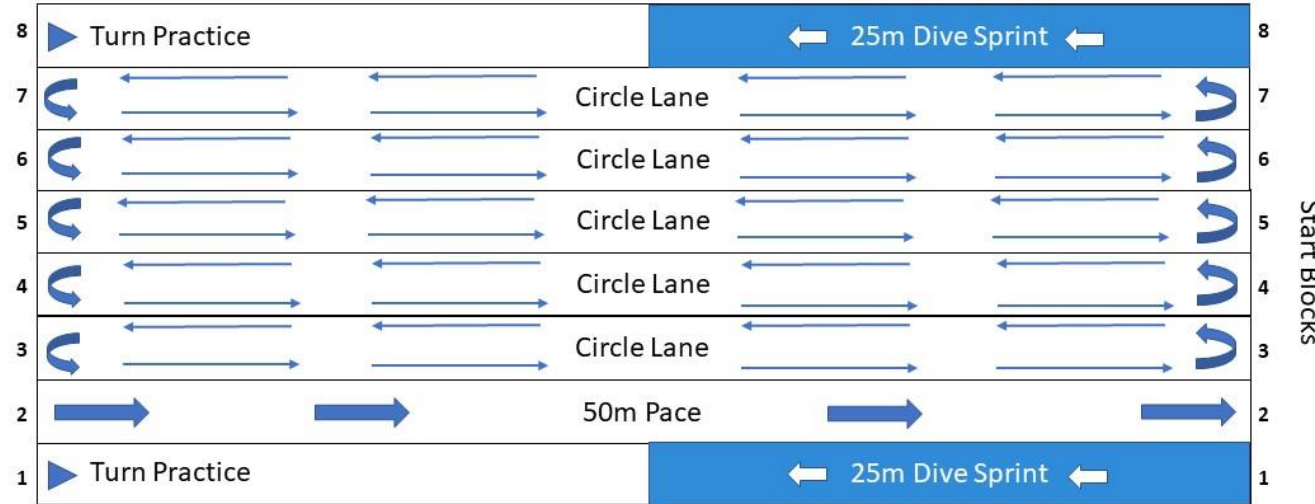 8 Turn Practice 25m Dive Sprint 8
7 Circle Lane 7
6 Circle Lane 6
5 Circle Lane 5
4 Circle Lane 4
3 Circle Lane 3
2 50m Pace 2
1 Turn Practice 25m Dive Sprint 1
Start Blocks